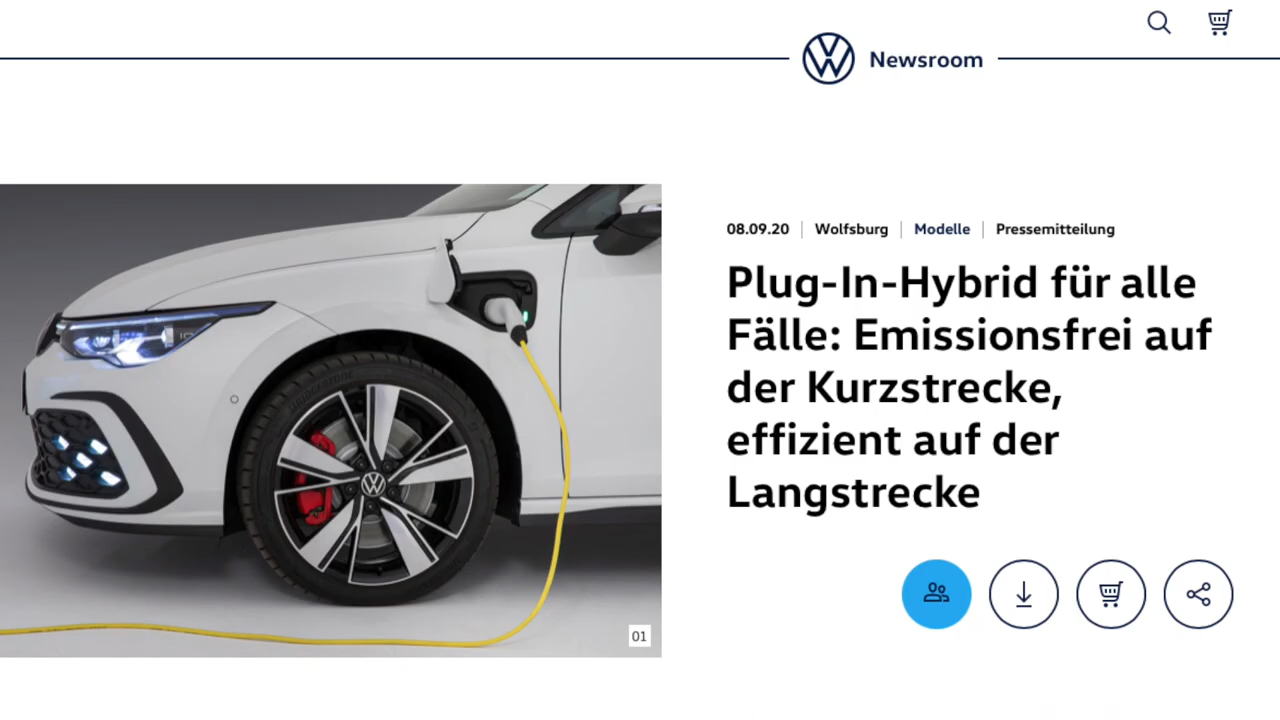 Newsroom
08.09.20 | Wolfsburg | Modelle | Pressemitteilung
Plug-In-Hybrid für alle
Fälle: Emissionsfrei auf
der Kurzstrecke,
effizient auf der
Langstrecke
BRIDGESTONE
01